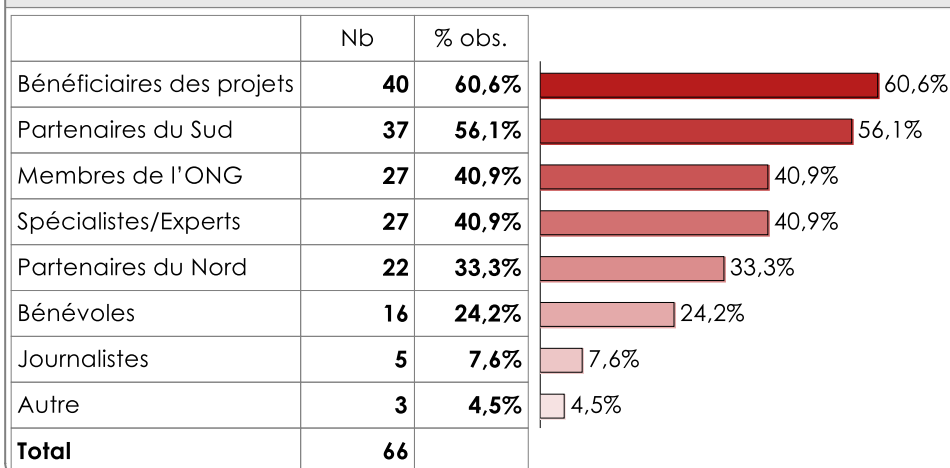 Nb % obs.
Bénéficiaires des projets 40 60,6% 60,6%
Partenaires du Sud 37 56,1% 56,1%
Membres de l’ONG 27 40,9% 40,9%
Spécialistes/Experts 27 40,9% 40,9%
Partenaires du Nord 22 33,3% 33,3%
Bénévoles 16 24,2% 24,2%
Journalistes 5 7,6% 7,6%
Autre 3 4,5% 4,5%
Total 66